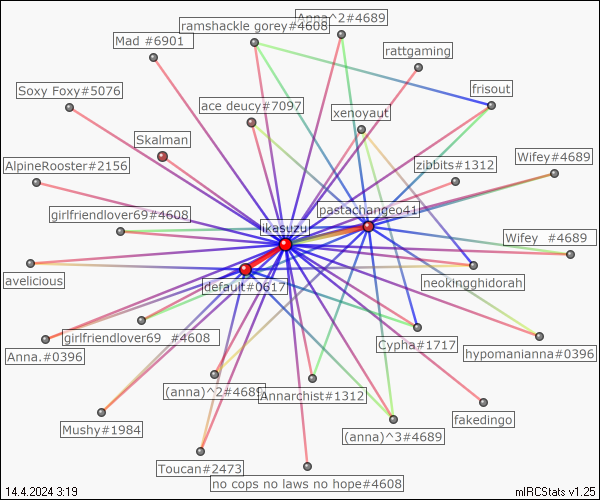 Anna^2#4689
ramshackle gorey#4608
Mad #6901
rattgaming
Soxy Foxy#5076
frisout
ace deucy#7097
xenoyaut
Skalman
AlpineRooster#2156
zibbits#1312
Wifey#4689
girlfriendlover69#4608
pastachangeo41
ikesuzu
Wifey #4689
avelicious
default#0617
neokingghidorah
girlfriendlover69 #4608
Anna.#0396
Cypha#1717
hypomanianna#0396
(anna)^2#4689
Annarchist#1312
fakedingo
Mushy#1984
(anna)^3#4689
Toucan#2473
no cops no laws no hope#4608
14.4.2024 3:19
mIRCStats v1.25